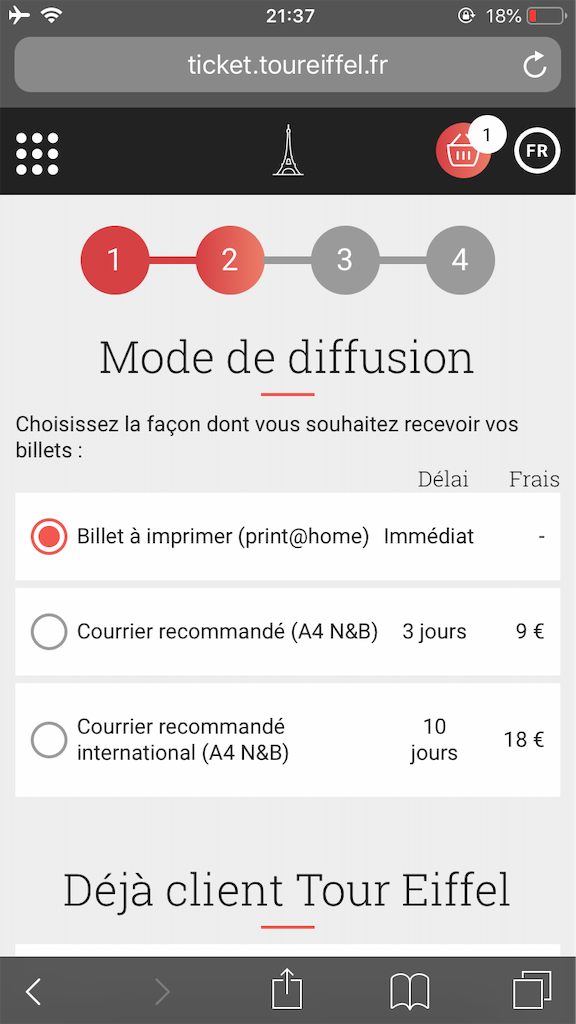 21:37 18%
ticket.toureiffel.fr
1
FR
1 2 3 4
Mode de diffusion
Choisissez la façon dont vous souhaitez recevoir vos
billets :
Délai Frais
Billet à imprimer (print@home) Immédiat -
Courrier recommandé (A4 N&B) 3 jours 9 €
Courrier recommandé
international (A4 N&B)
10
jours
18 €
Déjà client Tour Eiffel